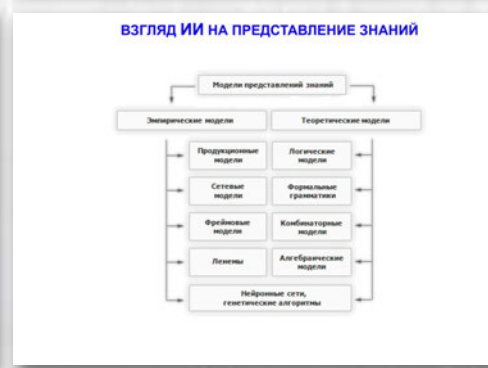 ВЗГЛЯД ИИ НА ПРЕДСТАВЛЕНИЕ ЗНАНИЙ
Модели представлений знаний
Эмпирические модели
Теоретические модели
Продукционные
модели
Логические
модели
Сетевые
модели
Формальные
грамматики
Фреймовые
модели
Комбинаторные
модели
Ленемы
Алгебраические
модели
Нейронные сети,
генетические алгоритмы